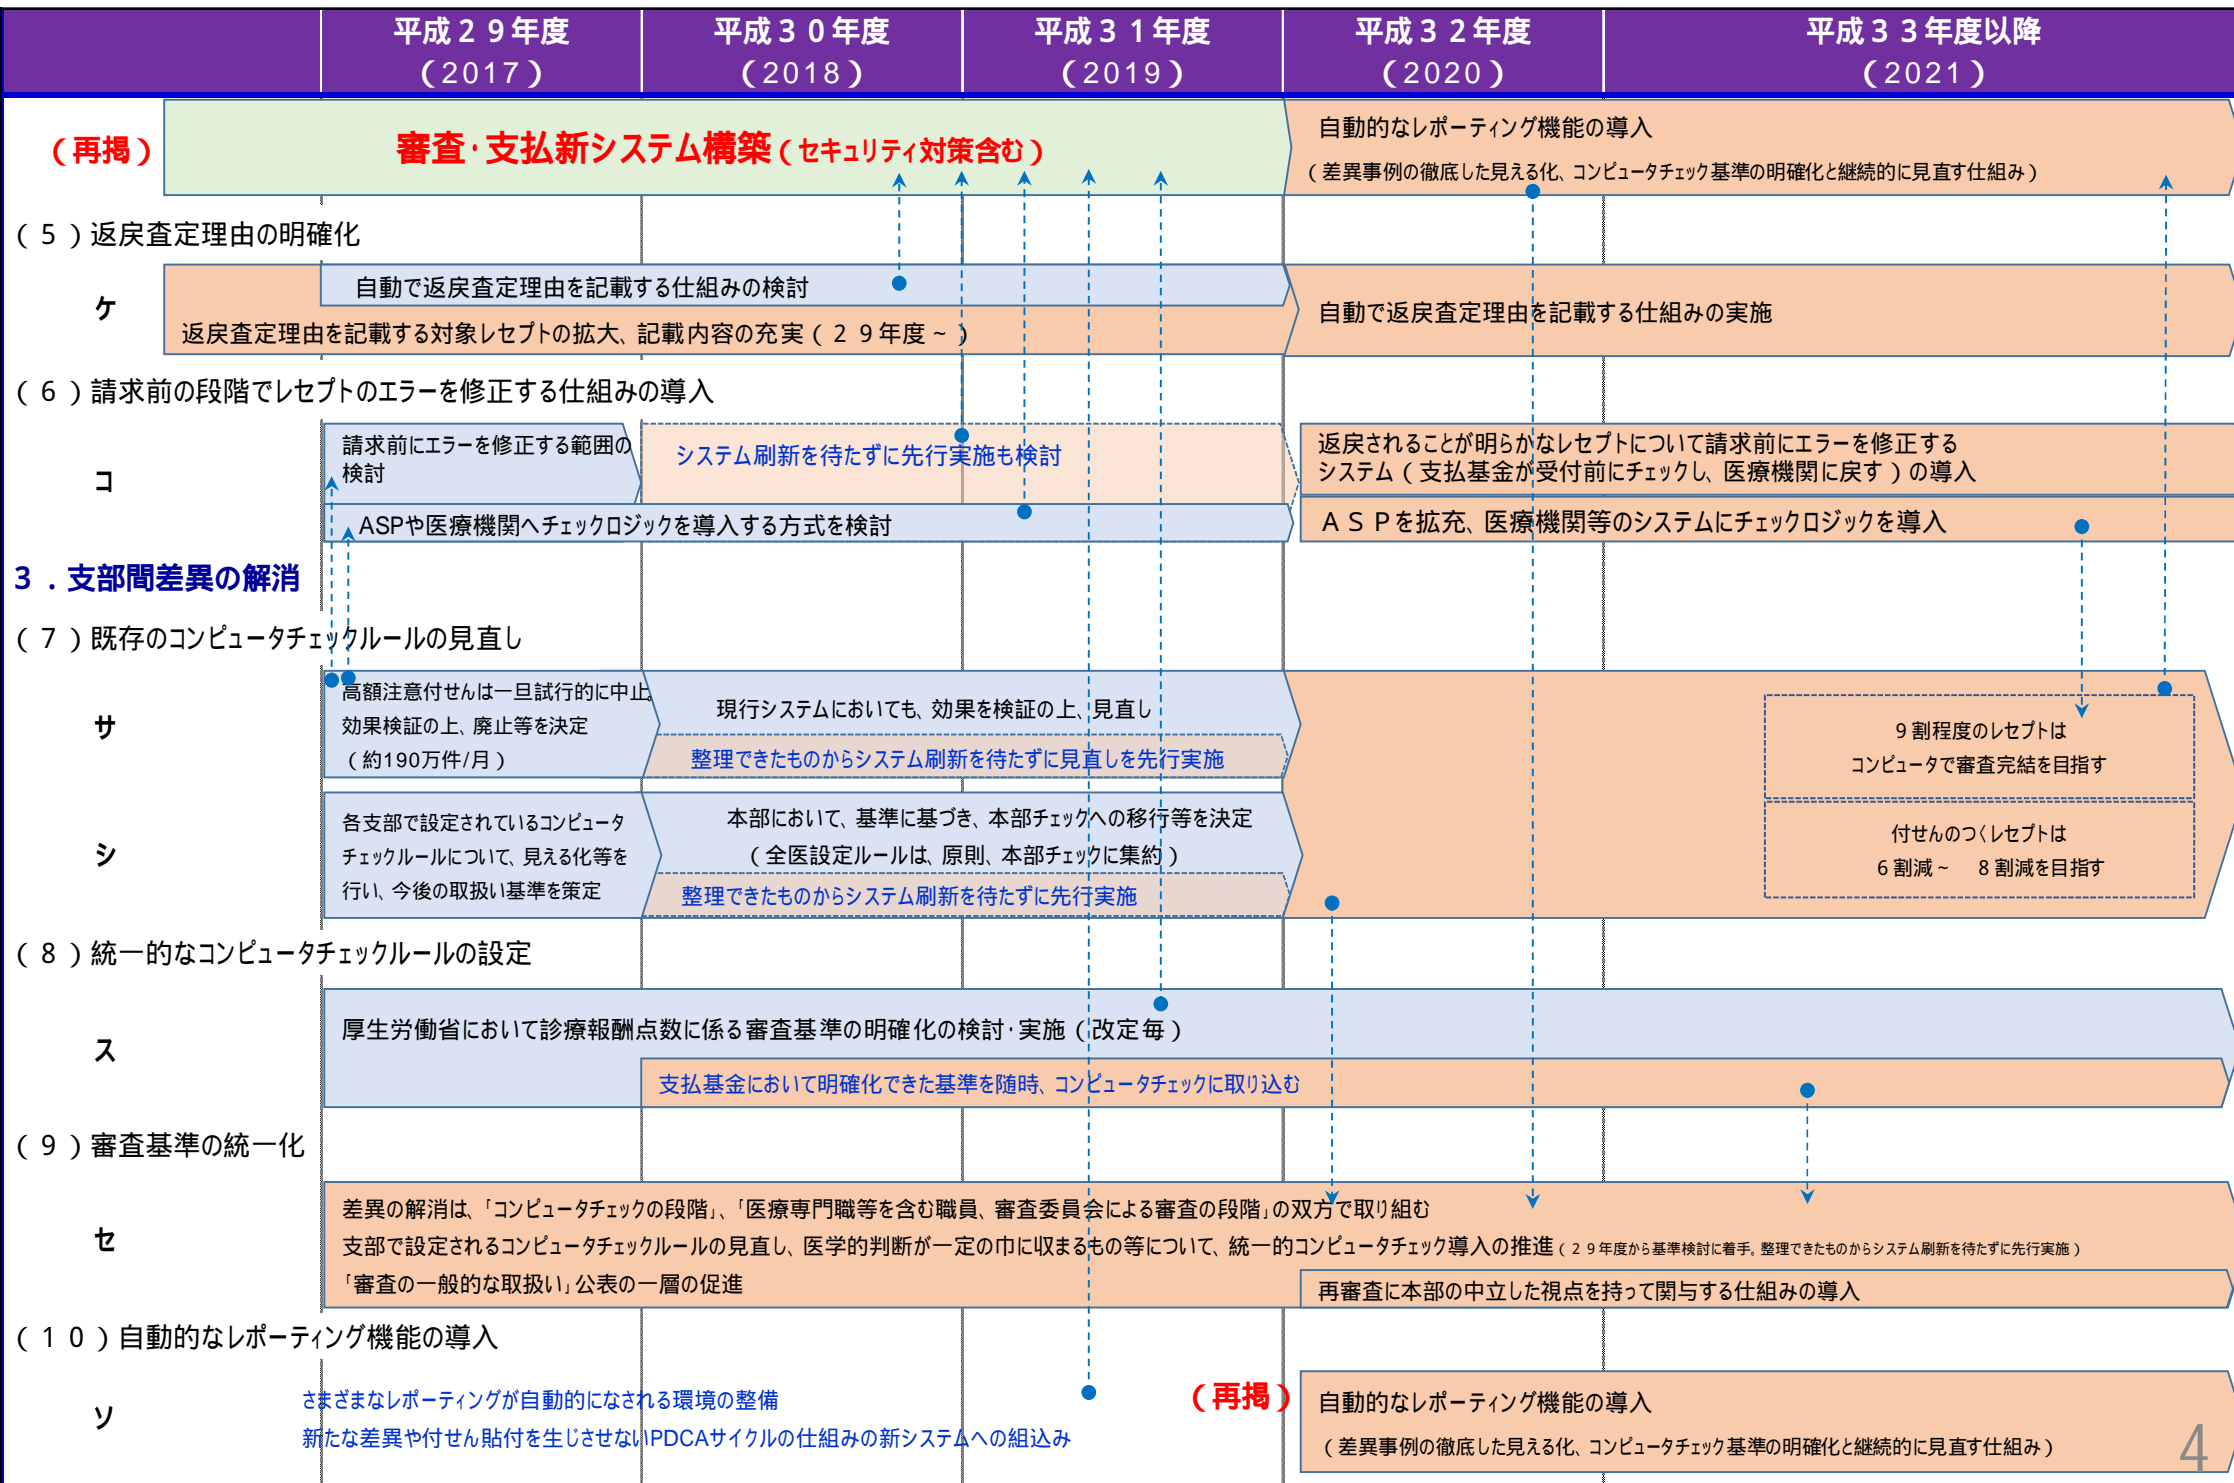 平成２９年度
（2017）
平成３０年度
（2018）
平成３１年度
（2019）
平成３２年度
（2020）
平成３３年度以降
（2021）
（再掲）
審査・支払新システム構築（セキュリティ対策含む）
自動的なレポーティング機能の導入
（差異事例の徹底した見える化、コンピュータチェック基準の明確化と継続的に見直す仕組み）
（５）返戻査定理由の明確化
ケ
自動で返戻査定理由を記載する仕組みの検討
返戻査定理由を記載する対象レセプトの拡大、記載内容の充実（２９年度～）
自動で返戻査定理由を記載する仕組みの実施
（６）請求前の段階でレセプトのエラーを修正する仕組みの導入
コ
請求前にエラーを修正する範囲の
検討
システム刷新を待たずに先行実施も検討
ASPや医療機関へチェックロジックを導入する方式を検討
返戻されることが明らかなレセプトについて請求前にエラーを修正する
システム（支払基金が受付前にチェックし、医療機関に戻す）の導入
ＡＳＰを拡充、医療機関等のシステムにチェックロジックを導入
３．支部間差異の解消
（７）既存のコンピュータチェックルールの見直し
サ
高額注意付せんは一旦試行的に中止。
効果検証の上、廃止等を決定
（約190万件/月）
現行システムにおいても、効果を検証の上、見直し
整理できたものからシステム刷新を待たずに見直しを先行実施
９割程度のレセプトは
コンピュータで審査完結を目指す
シ
各支部で設定されているコンピュータ
チェックルールについて、見える化等を
行い、今後の取扱い基準を策定
本部において、基準に基づき、本部チェックへの移行等を決定
（全医設定ルールは、原則、本部チェックに集約）
整理できたものからシステム刷新を待たずに先行実施
付せんのつくレセプトは
６割減～　８割減を目指す
（８）統一的なコンピュータチェックルールの設定
ス
厚生労働省において診療報酬点数に係る審査基準の明確化の検討・実施（改定毎）
支払基金において明確化できた基準を随時、コンピュータチェックに取り込む
（９）審査基準の統一化
セ
差異の解消は、「コンピュータチェックの段階」、「医療専門職等を含む職員、審査委員会による審査の段階」の双方で取り組む
支部で設定されるコンピュータチェックルールの見直し、医学的判断が一定の巾に収まるもの等について、統一的コンピュータチェック導入の推進（２９年度から基準検討に着手。整理できたものからシステム刷新を待たずに先行実施）
「審査の一般的な取扱い」公表の一層の促進
再審査に本部の中立した視点を持って関与する仕組みの導入
（１０）自動的なレポーティング機能の導入
ソ
さまざまなレポーティングが自動的になされる環境の整備
新たな差異や付せん貼付を生じさせないPDCAサイクルの仕組みの新システムへの組込み
（再掲）
自動的なレポーティング機能の導入
（差異事例の徹底した見える化、コンピュータチェック基準の明確化と継続的に見直す仕組み）
4